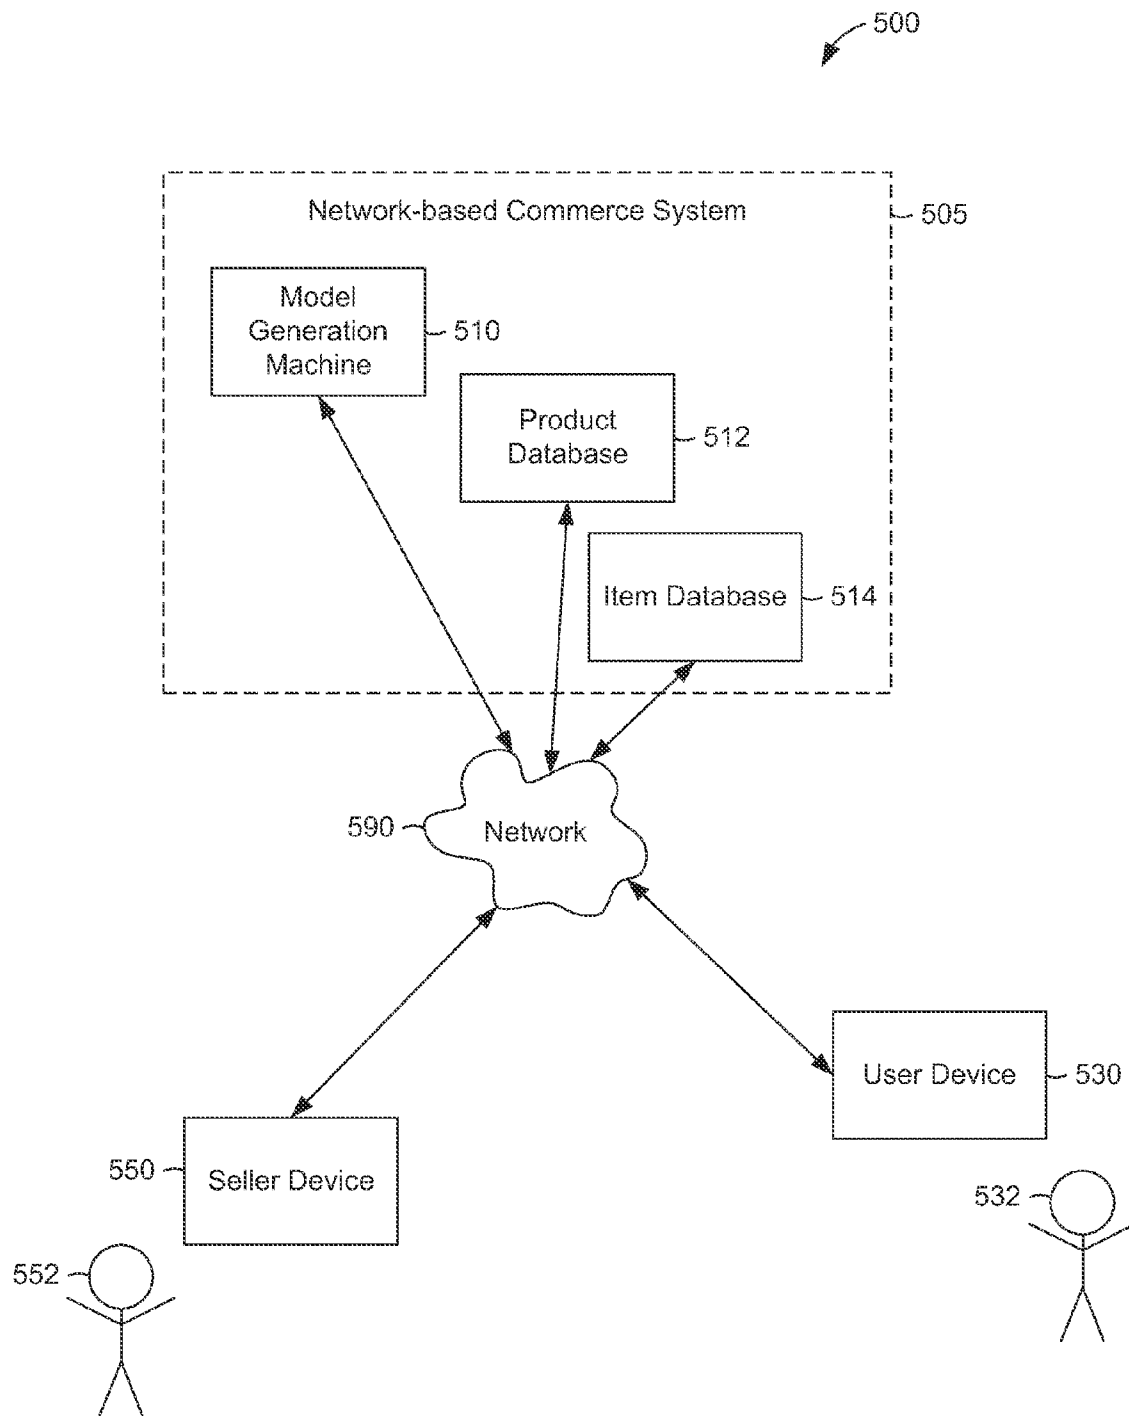 500
Network-based Commerce System
505
Model
Generation
Machine
510
Product
Database
512
Item Database
514
590
Network
User Device
530
550
Seller Device
532
552